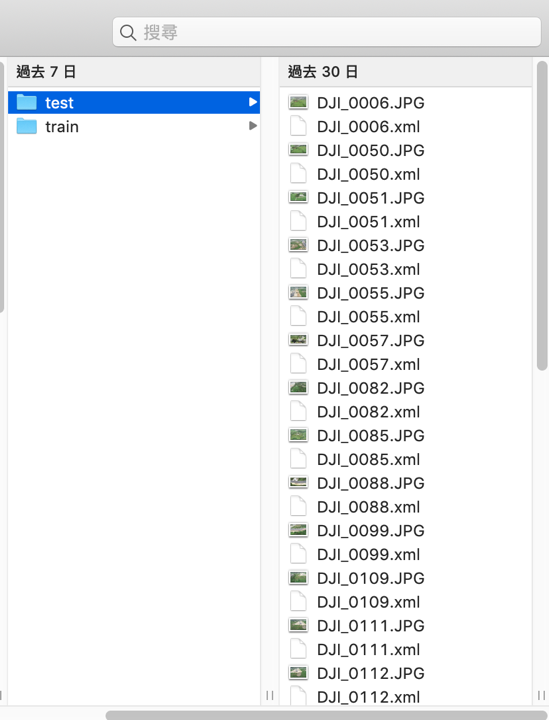 搜尋
過去 7 日
test
train
過去 30 日
DJI_0006.JPG
DJI_0006.xml
DJI_0050.JPG
DJI_0050.xml
DJI_0051.JPG
DJI_0051.xml
DJI_0053.JPG
DJI_0053.xml
DJI_0055.JPG
DJI_0055.xml
DJI_0057.JPG
DJI_0057.xml
DJI_0082.JPG
DJI_0082.xml
DJI_0085.JPG
DJI_0085.xml
DJI_0088.JPG
DJI_0088.xml
DJI_0099.JPG
DJI_0099.xml
DJI_0109.JPG
DJI_0109.xml
DJI_0111.JPG
DJI_0111.xml
DJI_0112.JPG
DJI_0112.xml